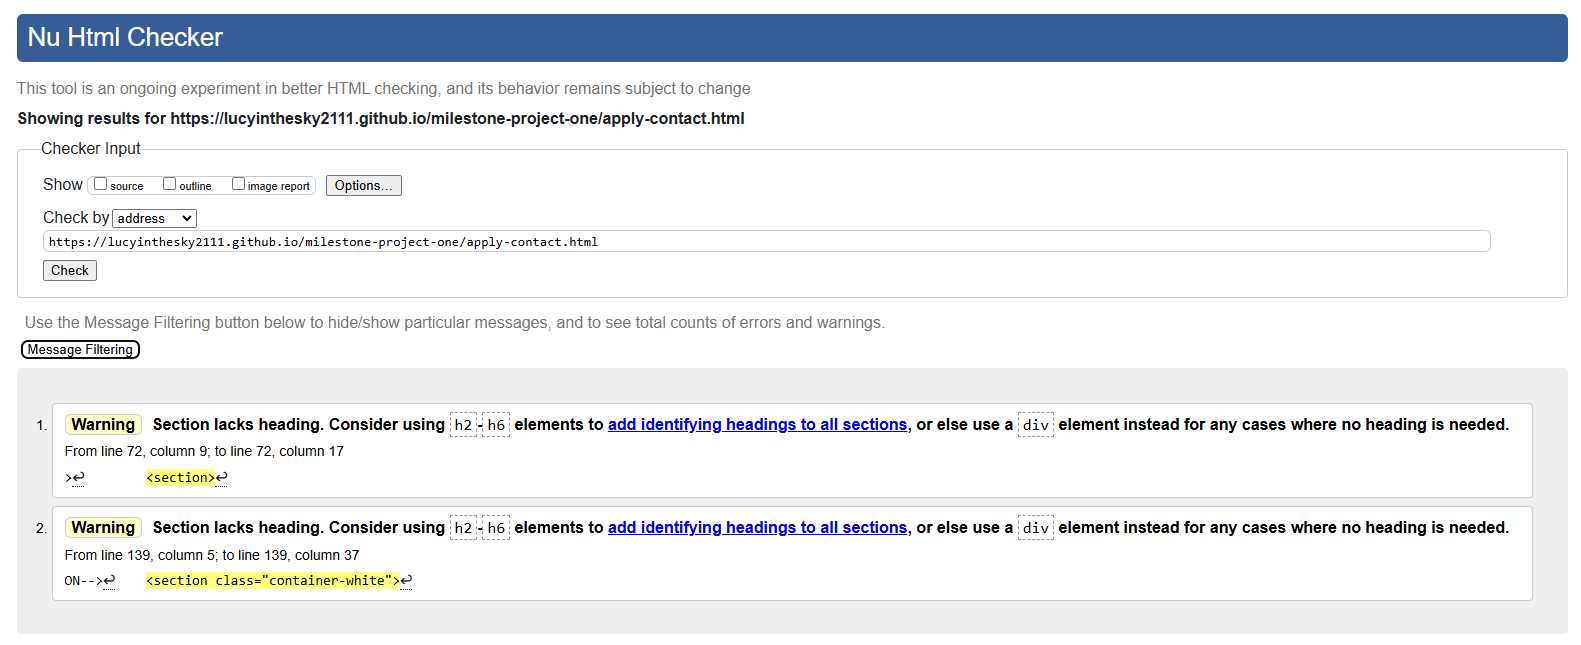 Nu Html Checker
This tool is an ongoing experiment in better HTML checking, and its behavior remains subject to change
Showing results for https://lucyinthesky2111.github.io/milestone-project-one/apply-contact.html
Checker Input
Show source outline image report Options...
Check by address
https://lucyinthesky2111.github.io/milestone-project-one/apply-contact.html
Check
Use the Message Filtering button below to hide/show particular messages, and to see total counts of errors and warnings.
Message Filtering
1. Warning Section lacks heading. Consider using h2-h6 elements to add identifying headings to all sections, or else use a div element instead for any cases where no heading is needed.
From line 72, column 9; to line 72, column 17
>↩ <section>↩
2. Warning Section lacks heading. Consider using h2-h6 elements to add identifying headings to all sections, or else use a div element instead for any cases where no heading is needed.
From line 139, column 5; to line 139, column 37
ON-->↩ <section class="container-white">↩